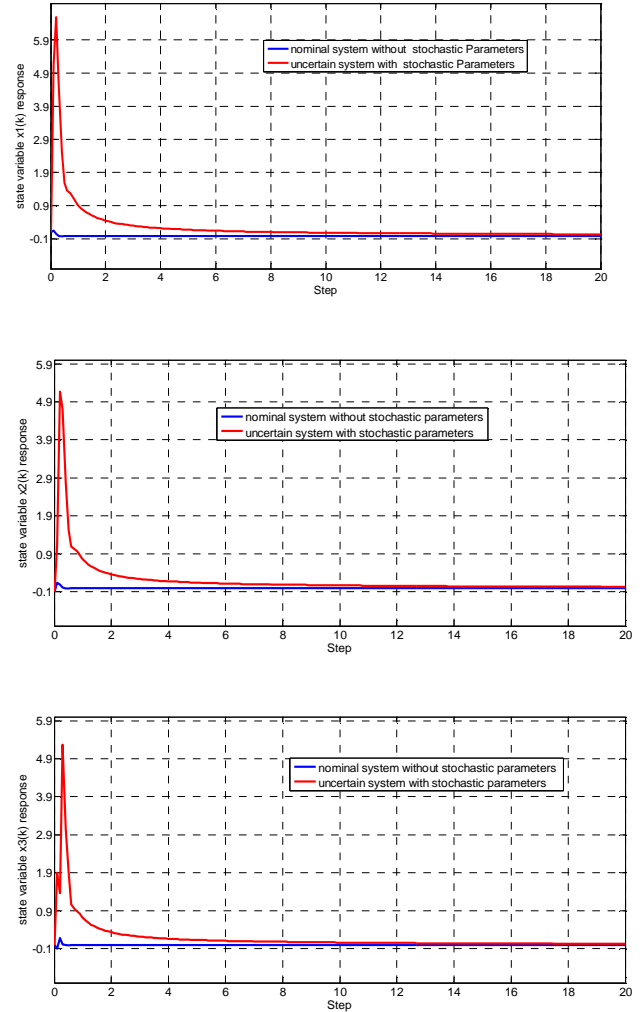 state variable x1(k) response
5.9
4.9
3.9
2.9
1.9
0.9
-0.1
nominal system without  stochastic Parameters
uncertain system with  stochastic Parameters
0 2 4 6 8 10 12 14 16 18 20
Step
state variable x2(k) response
5.9
4.9
3.9
2.9
1.9
0.9
-0.1
nominal system without stochastic parameters
uncertain system with stochastic parameters
0 2 4 6 8 10 12 14 16 18 20
Step
state variable x3(k) response
5.9
4.9
3.9
2.9
1.9
0.9
-0.1
nominal system without stochastic parameters
uncertain system with stochastic parameters
0 2 4 6 8 10 12 14 16 18 20
Step